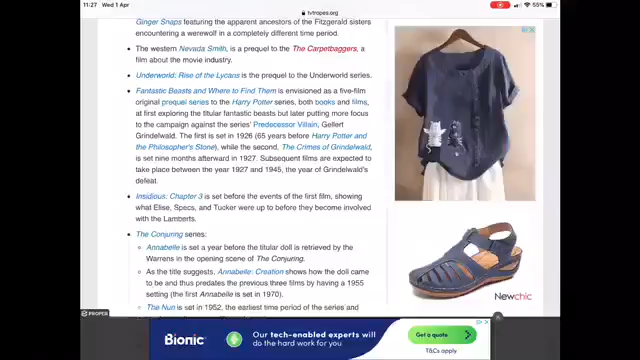 11:27 Wed 1 Apr
tvtropes.org
55%
Ginger Snaps featuring the apparent ancestors of the Fitzgerald sisters
encountering a werewolf in a completely different time period.
• The western Nevada Smith, is a prequel to the The Carpetbaggers, a
film about the movie industry.
• Underworld: Rise of the Lycans is the prequel to the Underworld series.
• Fantastic Beasts and Where to Find Them is envisioned as a five-film
original prequel series to the Harry Potter series, both books and films,
at first exploring the titular fantastic beasts but later putting more focus
to the campaign against the series' Predecessor Villain, Gellert
Grindelwald. The first is set in 1926 (65 years before Harry Potter and
the Philosopher's Stone), while the second, The Crimes of Grindelwald,
is set nine months afterward in 1927. Subsequent films are expected to
take place between the year 1927 and 1945, the year of Grindelwald's
defeat.
• Insidious: Chapter 3 is set before the events of the first film, showing
what Elise, Specs, and Tucker were up to before they become involved
with the Lamberts.
• The Conjuring series:
Annabelle is set a year before the titular doll is retrieved by the
Warrens in the opening scene of The Conjuring.
As the title suggests, Annabelle: Creation shows how the doll came
to be and thus predates the previous three films by having a 1955
setting (the first Annabelle is set in 1970).
The Nun is set in 1952, the earliest time period of the series and
Newchic
PROPER
Bionic
Our tech-enabled experts will
do the hard work for you!
Get a quote
T&Cs apply